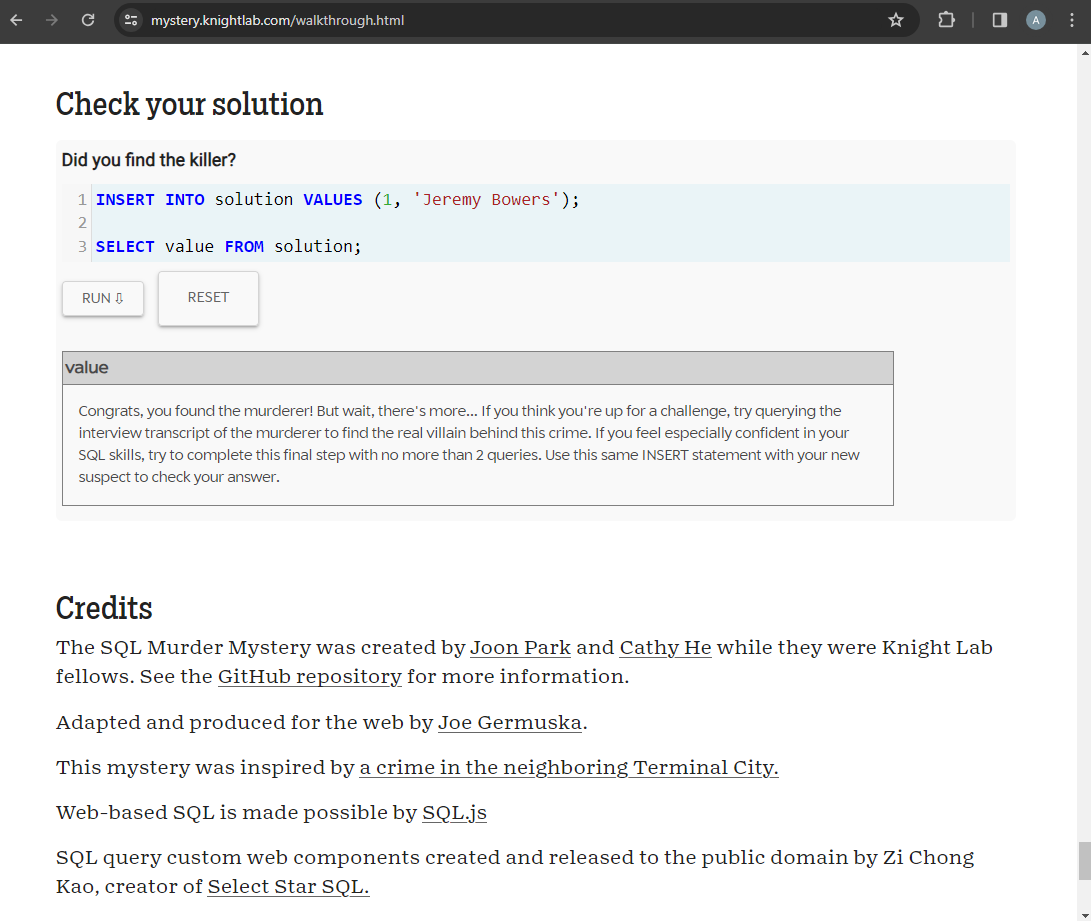 mystery.knightlab.com/walkthrough.html
A
Check your solution
Did you find the killer?
1 INSERT INTO solution VALUES (1, 'Jeremy Bowers');
2
3 SELECT value FROM solution;
RUN ⇩ RESET
value
Congrats, you found the murderer! But wait, there's more... If you think you're up for a challenge, try querying the
interview transcript of the murderer to find the real villain behind this crime. If you feel especially confident in your
SQL skills, try to complete this final step with no more than 2 queries. Use this same INSERT statement with your new
suspect to check your answer.
Credits
The SQL Murder Mystery was created by Joon Park and Cathy He while they were Knight Lab
fellows. See the GitHub repository for more information.
Adapted and produced for the web by Joe Germuska.
This mystery was inspired by a crime in the neighboring Terminal City.
Web-based SQL is made possible by SQL.js
SQL query custom web components created and released to the public domain by Zi Chong
Kao, creator of Select Star SQL.